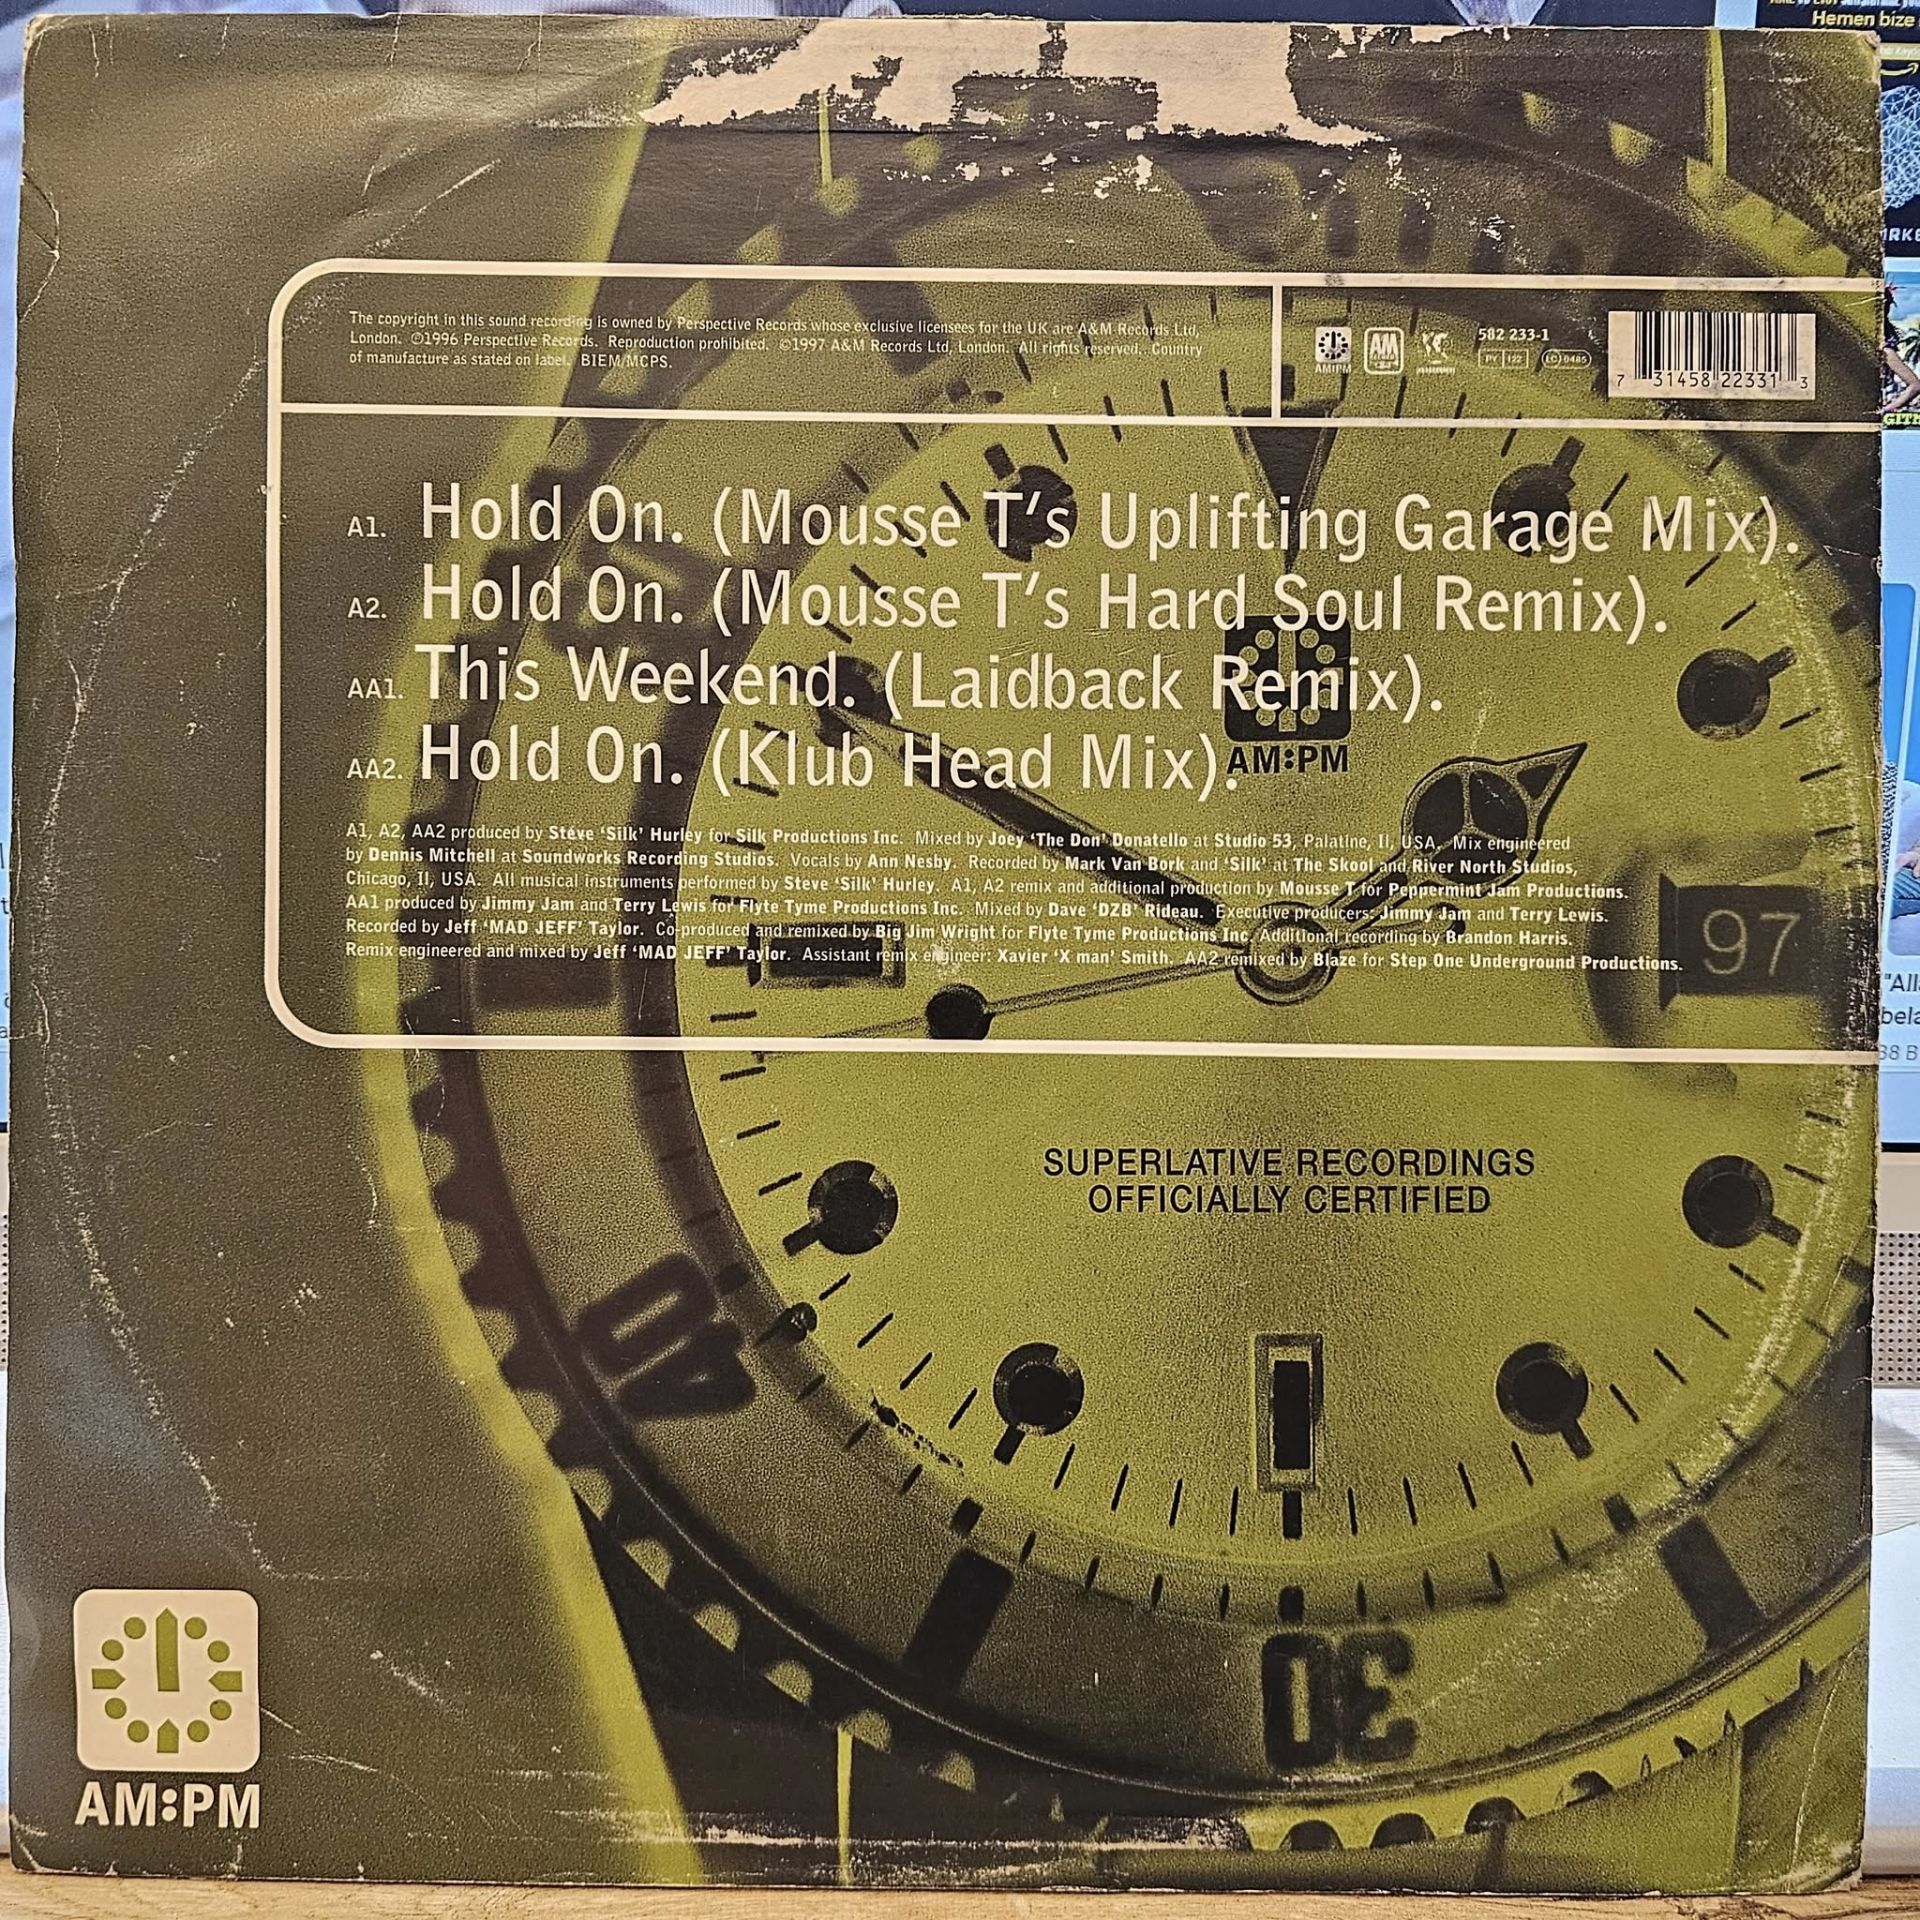 Hemen bize
The copyright in this sound recording is owned by Perspective Records whose exclusive licensees for the UK are A&M Records Ltd,
London. ℗1996 Perspective Records. Reproduction prohibited. ©1997 A&M Records Ltd, London. All rights reserved. Country
of manufacture as stated on label. BIEM/MCPS.
AM:PM
AM
582 233-1
PY 122
LC 0485
7 31458 22331 3
A1. Hold On. (Mousse T's Uplifting Garage Mix).
A2. Hold On. (Mousse T's Hard Soul Remix).
AA1. This Weekend. (Laidback Remix).
AA2. Hold On. (Klub Head Mix).
AM:PM
A1, A2, AA2 produced by Steve 'Silk' Hurley for Silk Productions Inc. Mixed by Joey 'The Don' Donatello at Studio 53, Palatine, Il, USA. Mix engineered
by Dennis Mitchell at Soundworks Recording Studios. Vocals by Ann Nesby. Recorded by Mark Van Bork and 'Silk' at The Skool and River North Studios,
Chicago, Il, USA. All musical instruments performed by Steve 'Silk' Hurley. A1, A2 remix and additional production by Mousse T for Peppermint Jam Productions.
AA1 produced by Jimmy Jam and Terry Lewis for Flyte Tyme Productions Inc. Mixed by Dave 'DZB' Rideau. Executive producers: Jimmy Jam and Terry Lewis.
Recorded by Jeff 'MAD JEFF' Taylor. Co-produced and remixed by Big Jim Wright for Flyte Tyme Productions Inc. Additional recording by Brandon Harris.
Remix engineered and mixed by Jeff 'MAD JEFF' Taylor. Assistant remix engineer: Xavier 'X man' Smith. AA2 remixed by Blaze for Step One Underground Productions.
97
SUPERLATIVE RECORDINGS
OFFICIALLY CERTIFIED
40
30
AM:PM